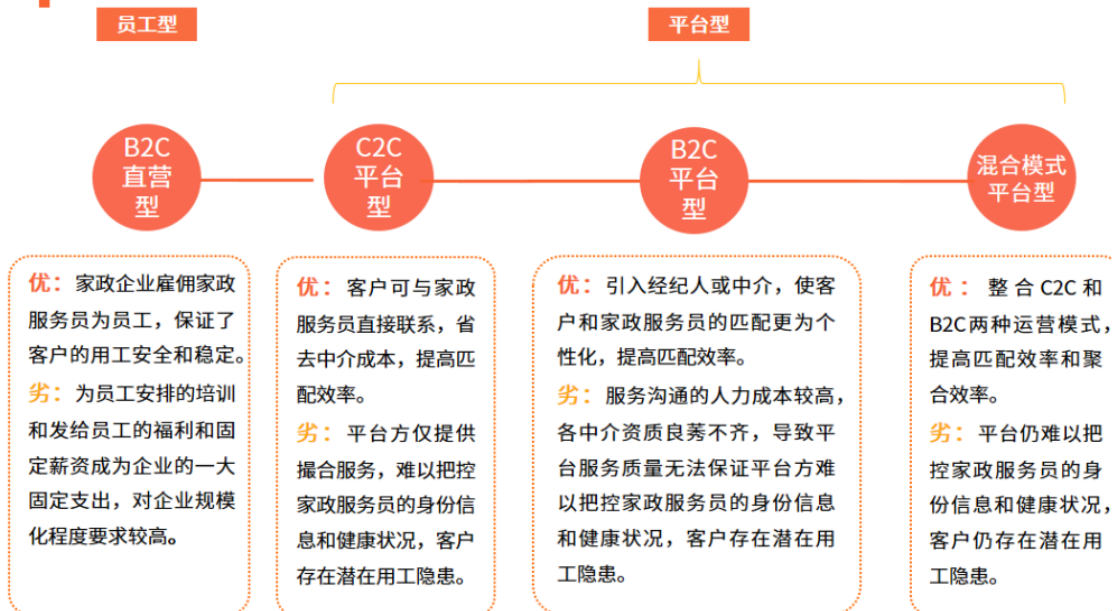 员工型
平台型
B2C
直营
型
C2C
平台
型
B2C
平台
型
混合模式
平台型
优：家政企业雇佣家政
服务员为员工，保证了
客户的用工安全和稳定。
劣：为员工安排的培训
和发给员工的福利和固
定薪资成为企业的一大
固定支出，对企业规模
化程度要求较高。
优：客户可与家政
服务员直接联系，省
去中介成本，提高匹
配效率。
劣：平台方仅提供
撮合服务，难以把控
家政服务员的身份信
息和健康状况，客户
存在潜在用工隐患。
优：引入经纪人或中介，使客
户和家政服务员的匹配更为个
性化，提高匹配效率。
劣：服务沟通的人力成本较高，
各中介资质良莠不齐，导致平
台服务质量无法保证平台方难
以把控家政服务员的身份信息
和健康状况，客户存在潜在用
工隐患。
优：整合C2C和
B2C两种运营模式，
提高匹配效率和聚
合效率。
劣：平台仍难以把
控家政服务员的身
份信息和健康状况，
客户仍存在潜在用
工隐患。